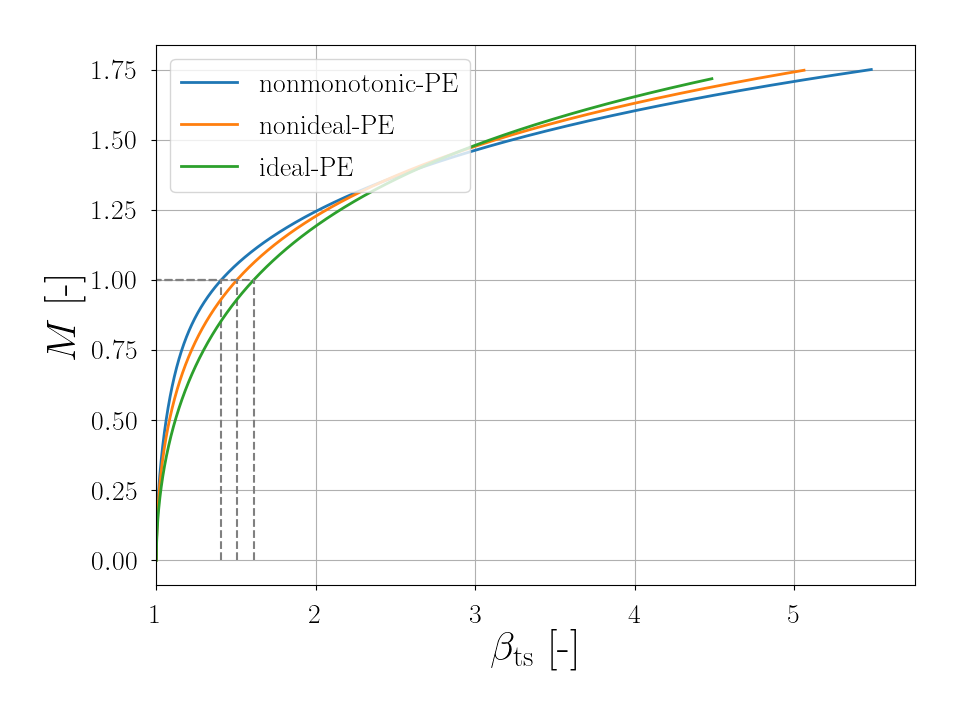 1.75
1.50
1.25
1.00
0.75
0.50
0.25
0.00
M [-]
nonmonotonic-PE
nonideal-PE
ideal-PE
1 2 3 4 5
β_ts [-]